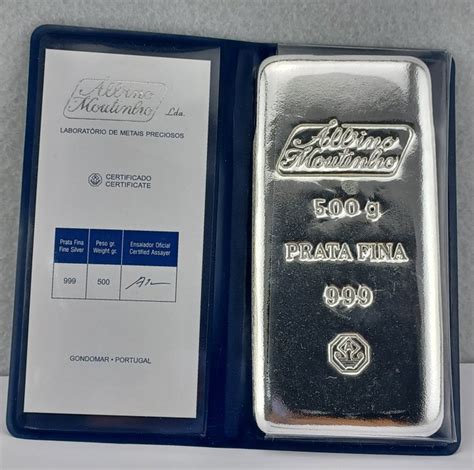 Albino
Moutinho Lda.
LABORATÓRIO DE METAIS PRECIOSOS
CERTIFICADO
CERTIFICATE
Prata Fina Peso gr. Ensaiador Oficial
Fine Silver Weight gr. Certified Assayer
999 500
GONDOMAR • PORTUGAL
Albino
Moutinho
500 g
PRATA FINA
999